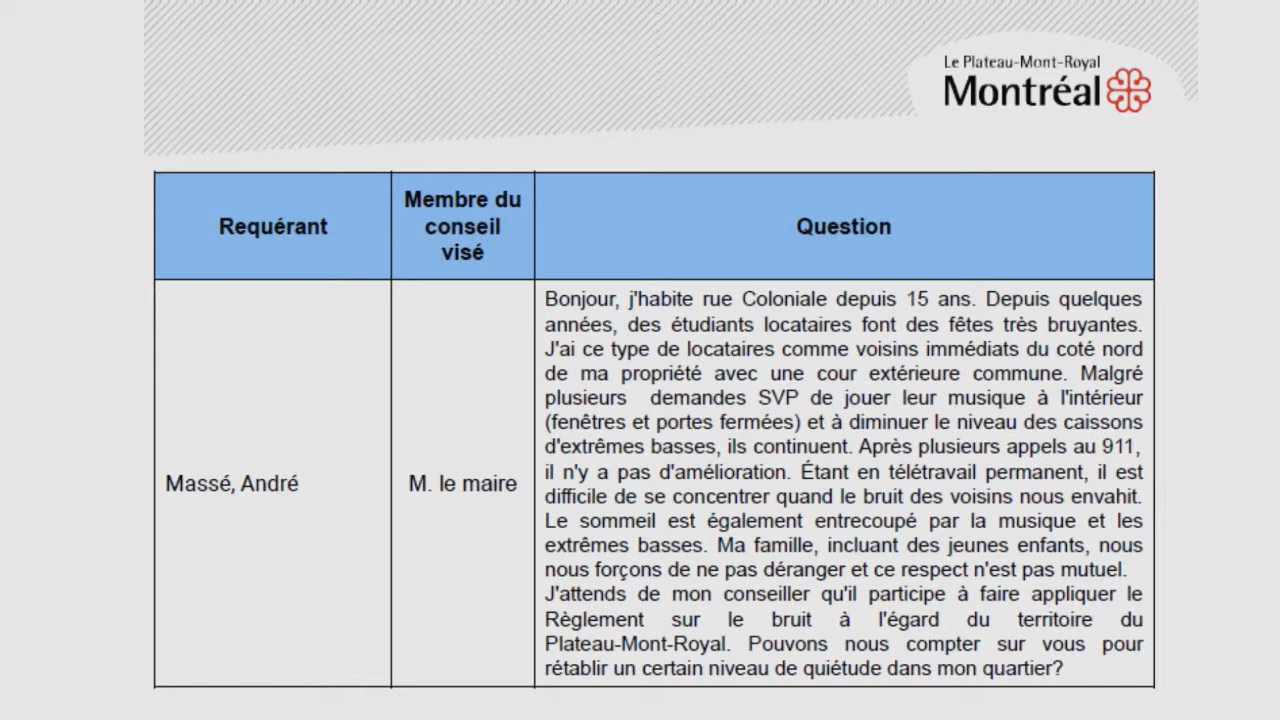 Le Plateau-Mont-Royal
Montréal
Requérant
Membre du
conseil
visé
Question
Massé, André
M. le maire
Bonjour, j'habite rue Coloniale depuis 15 ans. Depuis quelques
années, des étudiants locataires font des fêtes très bruyantes.
J'ai ce type de locataires comme voisins immédiats du coté nord
de ma propriété avec une cour extérieure commune. Malgré
plusieurs demandes SVP de jouer leur musique à l'intérieur
(fenêtres et portes fermées) et à diminuer le niveau des caissons
d'extrêmes basses, ils continuent. Après plusieurs appels au 911,
il n'y a pas d'amélioration. Étant en télétravail permanent, il est
difficile de se concentrer quand le bruit des voisins nous envahit.
Le sommeil est également entrecoupé par la musique et les
extrêmes basses. Ma famille, incluant des jeunes enfants, nous
nous forçons de ne pas déranger et ce respect n'est pas mutuel.
J'attends de mon conseiller qu'il participe à faire appliquer le
Règlement sur le bruit à l'égard du territoire du
Plateau-Mont-Royal. Pouvons nous compter sur vous pour
rétablir un certain niveau de quiétude dans mon quartier?